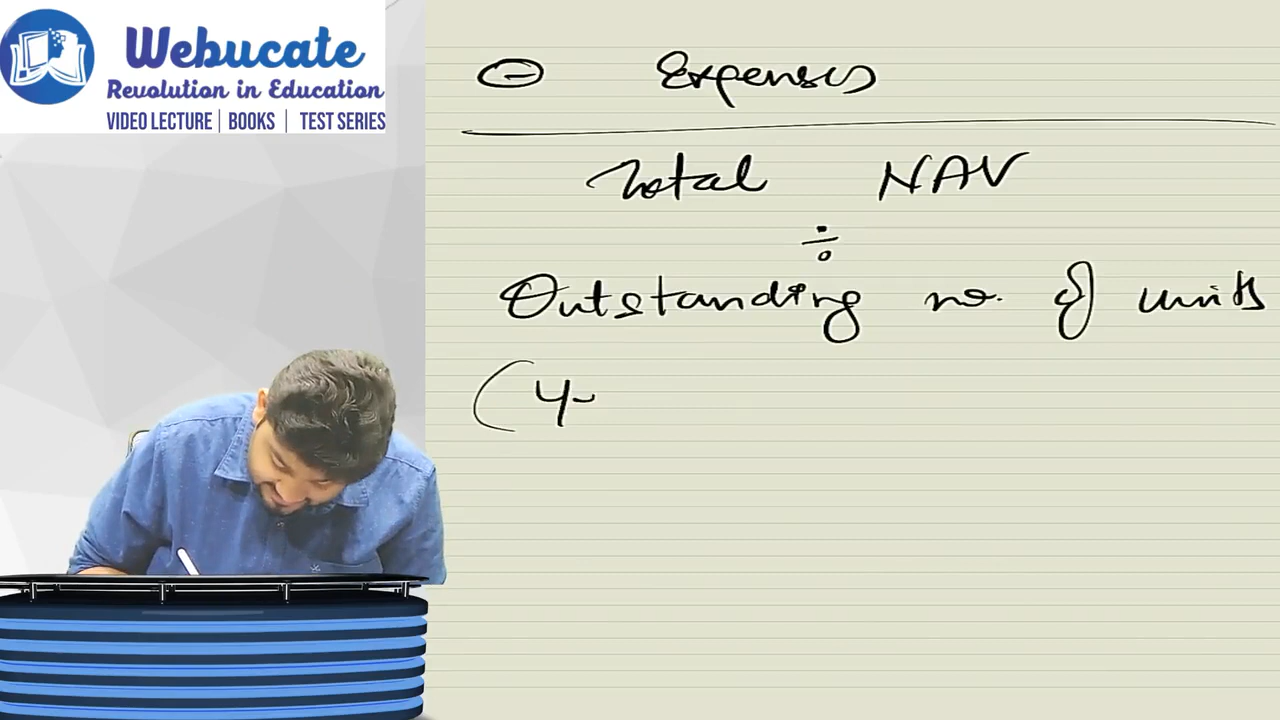 Webucate
Revolution in Education
VIDEO LECTURE | BOOKS | TEST SERIES
⊖ Expenses
Total NAV
÷
Outstanding no. of units
(4-